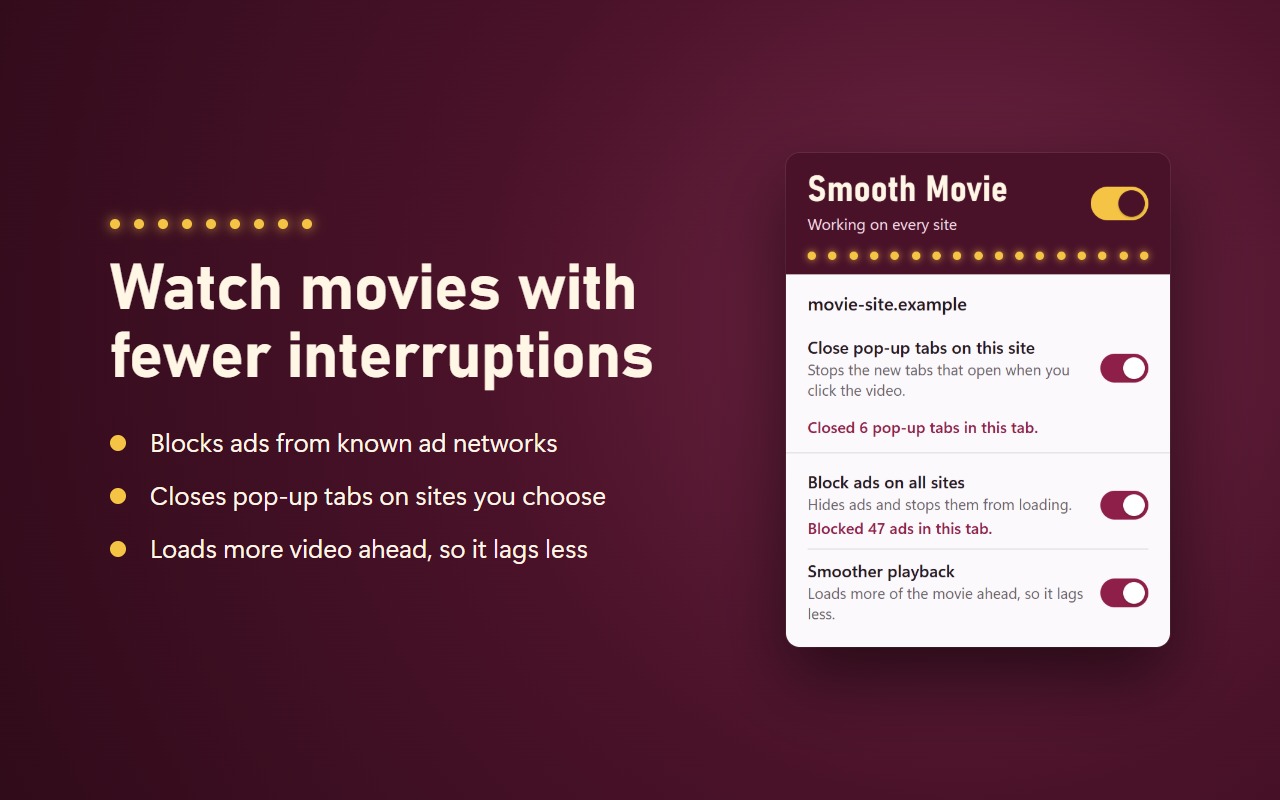 Watch movies with
fewer interruptions
Blocks ads from known ad networks
Closes pop-up tabs on sites you choose
Loads more video ahead, so it lags less
Smooth Movie
Working on every site
movie-site.example
Close pop-up tabs on this site
Stops the new tabs that open when you
click the video.
Closed 6 pop-up tabs in this tab.
Block ads on all sites
Hides ads and stops them from loading.
Blocked 47 ads in this tab.
Smoother playback
Loads more of the movie ahead, so it lags
less.